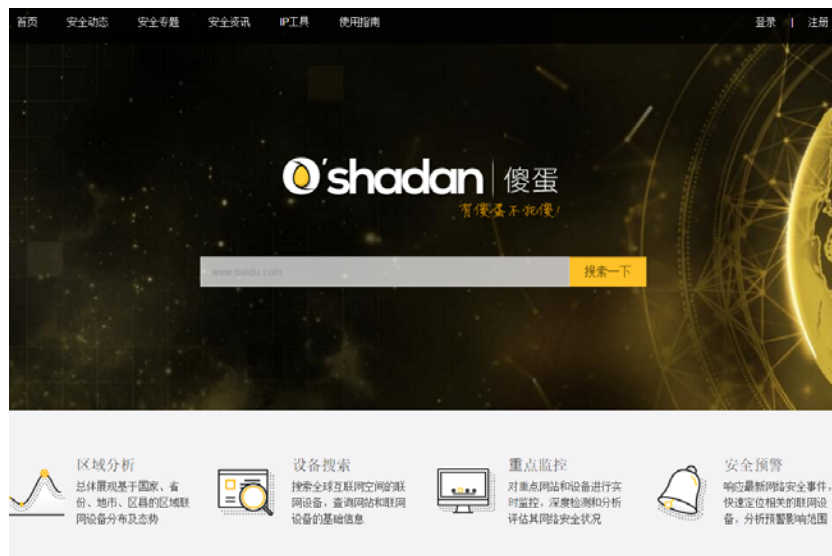 首页 安全动态 安全专题 安全资讯 IP工具 使用指南 登录 | 注册
O'shadan | 傻蛋
有傻蛋不犯傻!
www.baidu.com 搜索一下
区域分析 设备搜索 重点监控 安全预警
总体展现基于国家、省 搜索全球互联网空间的联 对重点网站和设备进行实 响应最新网络安全事件，
份、地市、区县的区域联 网设备，查询网站和联网 时监控，深度检测和分析 快速定位相关的联网设
网设备分布及态势 设备的基础信息 评估其网络安全状况 备，分析预警影响范围